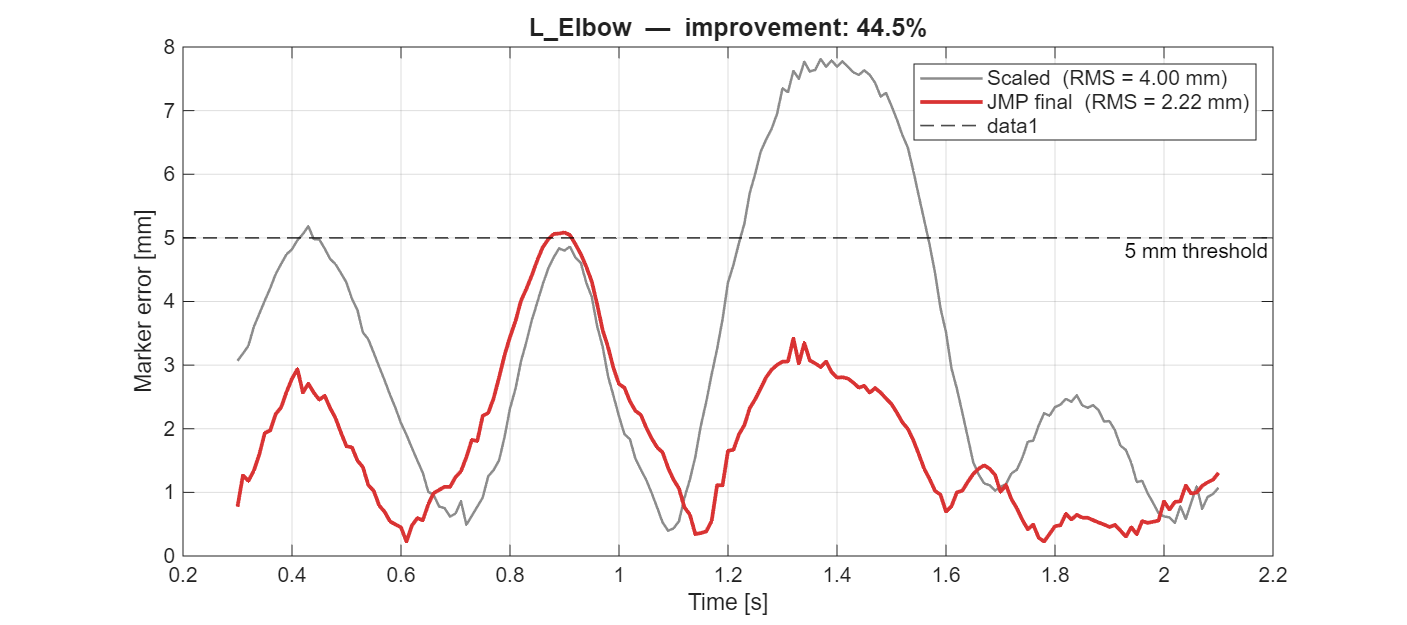 L_Elbow — improvement: 44.5%
8
7
6
5
4
3
2
1
0
Marker error [mm]
Scaled (RMS = 4.00 mm)
JMP final (RMS = 2.22 mm)
data1
5 mm threshold
0.2 0.4 0.6 0.8 1 1.2 1.4 1.6 1.8 2 2.2
Time [s]